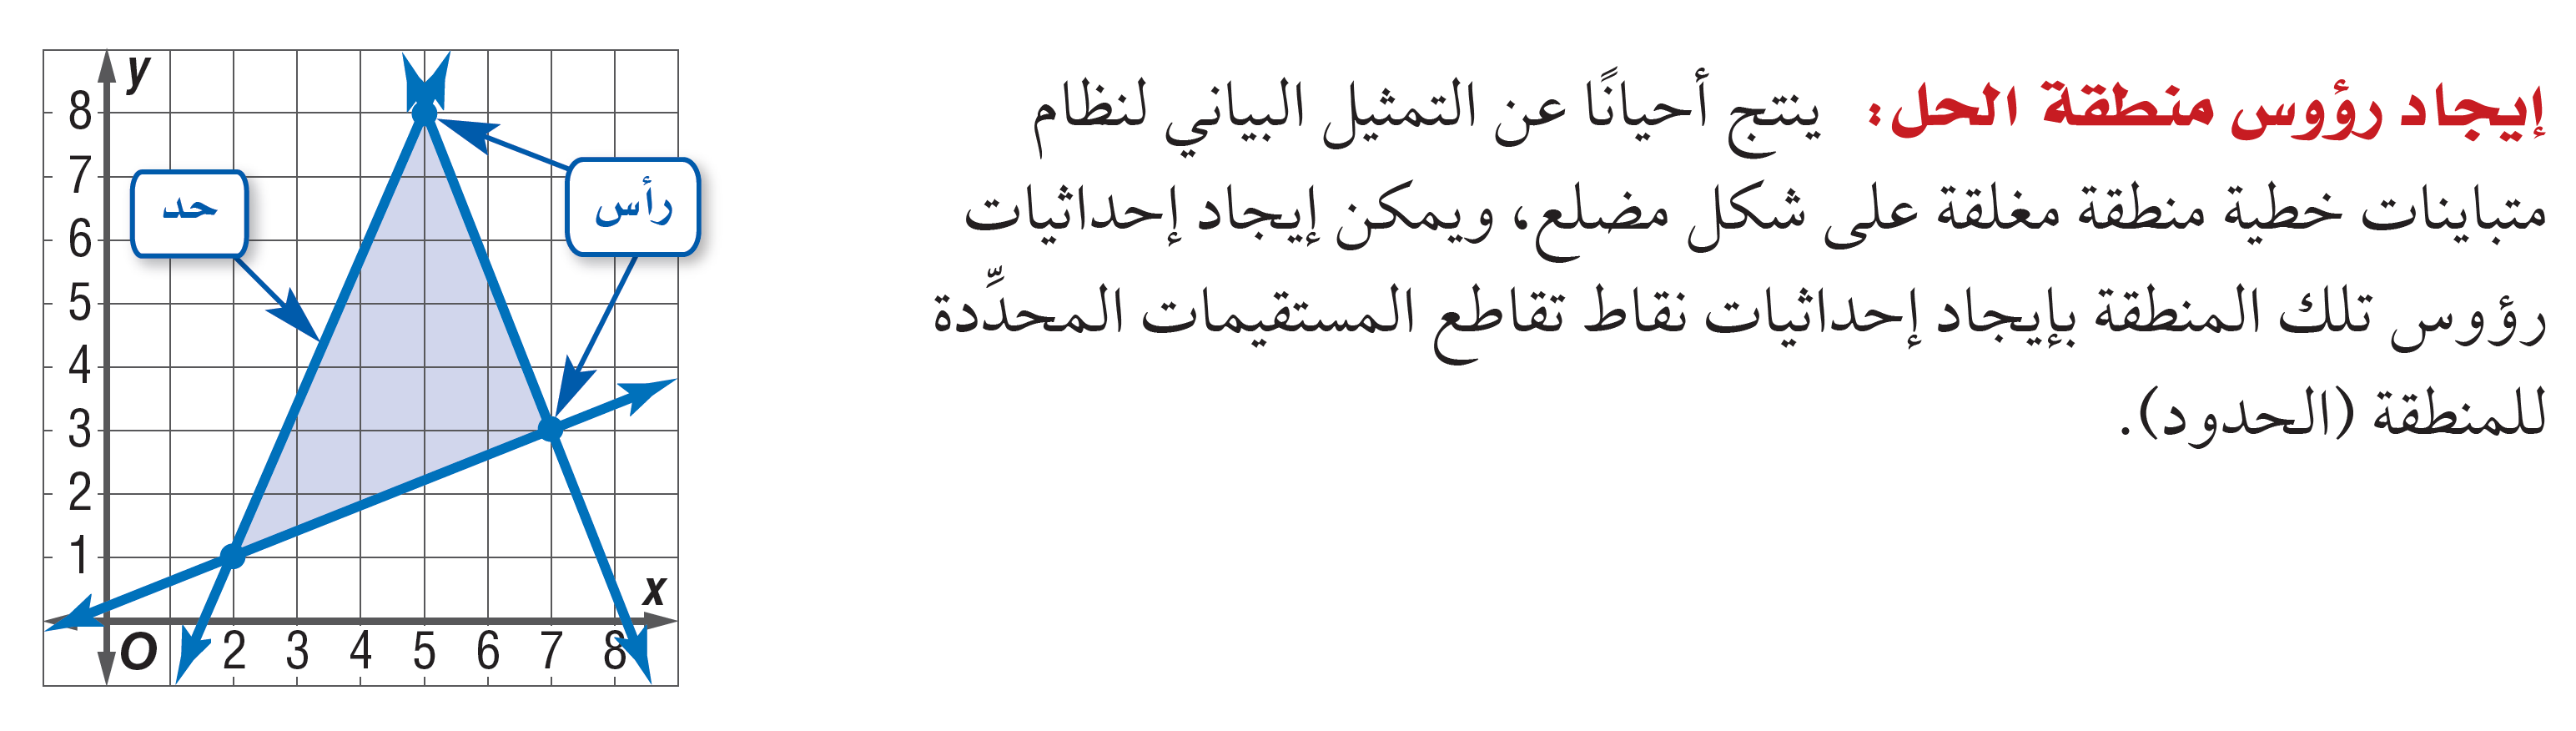 إيجاد رؤوس منطقة الحل: ينتج أحيانًا عن التمثيل البياني لنظام
متباينات خطية منطقة مغلقة على شكل مضلع، ويمكن إيجاد إحداثيات
رؤوس تلك المنطقة بإيجاد إحداثيات نقاط تقاطع المستقيمات المحدِّدة
للمنطقة (الحدود).
y
8
7
6
5
4
3
2
1
رأس
حد
x
O 2 3 4 5 6 7 8